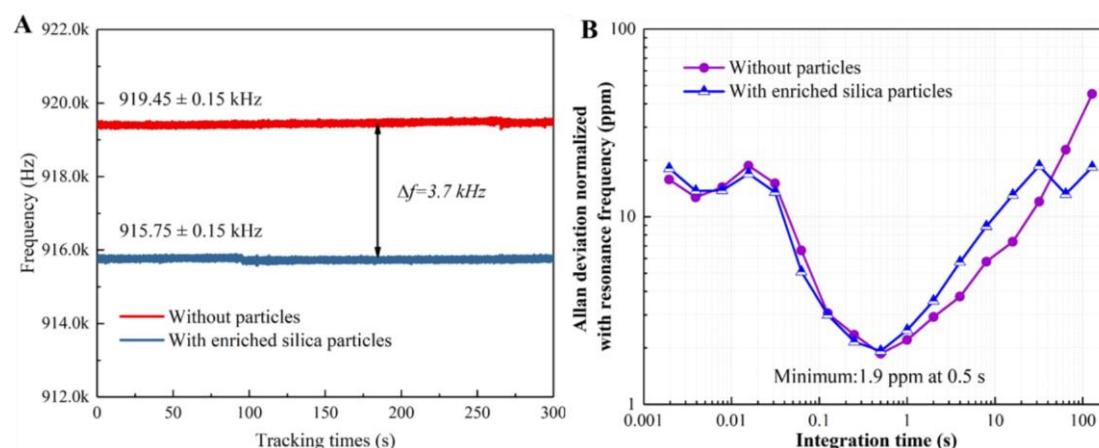 A
Frequency (Hz)
922.0k
920.0k
918.0k
916.0k
914.0k
912.0k
919.45 ± 0.15 kHz
Δf=3.7 kHz
915.75 ± 0.15 kHz
Without particles
With enriched silica particles
0
50
100
150
200
250
300
Tracking times (s)
B
Allan deviation normalized
with resonance frequency (ppm)
100
10
1
Without particles
With enriched silica particles
Minimum:1.9 ppm at 0.5 s
0.001
0.01
0.1
1
10
100
Integration time (s)